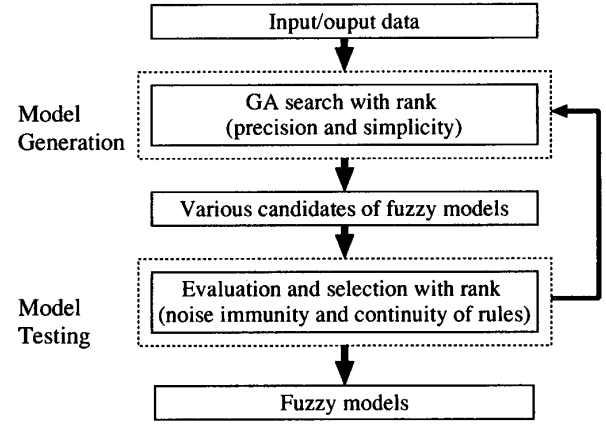 Input/ouput data
Model
Generation
GA search with rank
(precision and simplicity)
Various candidates of fuzzy models
Model
Testing
Evaluation and selection with rank
(noise immunity and continuity of rules)
Fuzzy models